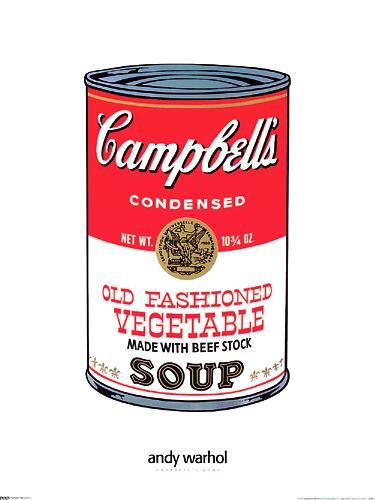 Campbell's
CONDENSED
NET WT. 10¾ OZ.
OLD FASHIONED
VEGETABLE
MADE WITH BEEF STOCK
SOUP
andy warhol